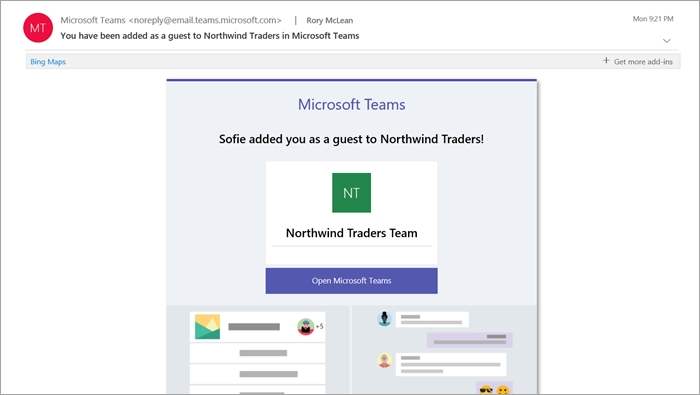 MT
Microsoft Teams <noreply@email.teams.microsoft.com> | Rory McLean
Mon 9:21 PM
You have been added as a guest to Northwind Traders in Microsoft Teams
Bing Maps
+ Get more add-ins
Microsoft Teams
Sofie added you as a guest to Northwind Traders!
NT
Northwind Traders Team
Open Microsoft Teams
+5